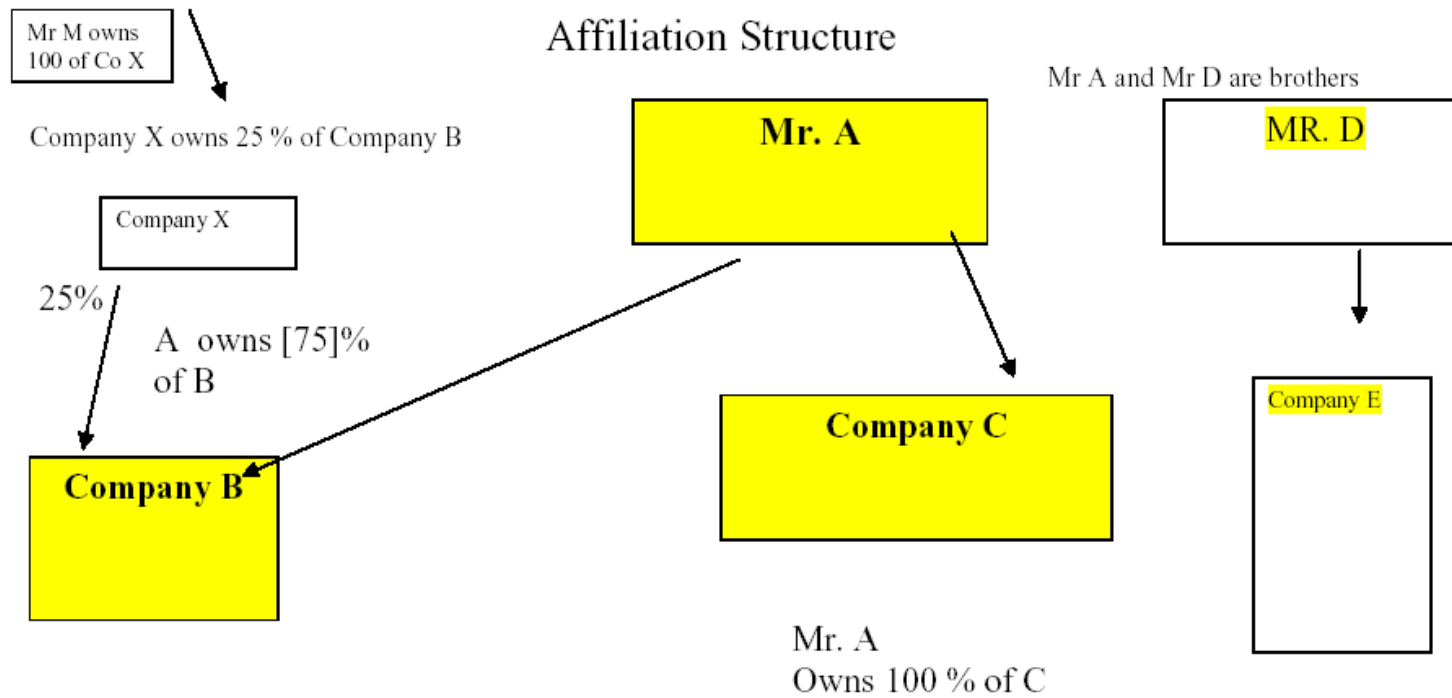 Mr M owns
100 of Co X
Affiliation Structure
Mr A and Mr D are brothers
Company X owns 25 % of Company B
Mr. A
MR. D
Company X
25%
A owns [75]%
of B
Company B
Company C
Company E
Mr. A
Owns 100 % of C